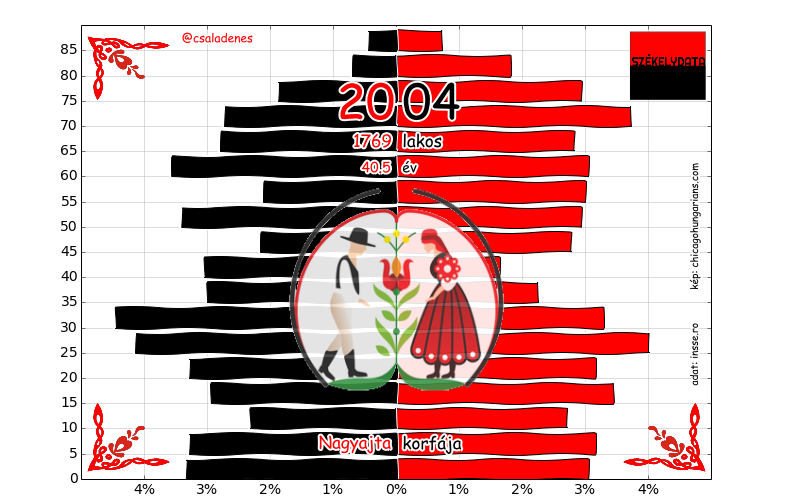 @csaladenes
SZÉKELYDATA
2004
1769 lakos
40.5 év
kép: chicagohungarians.com
adat: insse.ro
Nagyajta korfája
85
80
75
70
65
60
55
50
45
40
35
30
25
20
15
10
5
0
4% 3% 2% 1% 0% 1% 2% 3% 4%